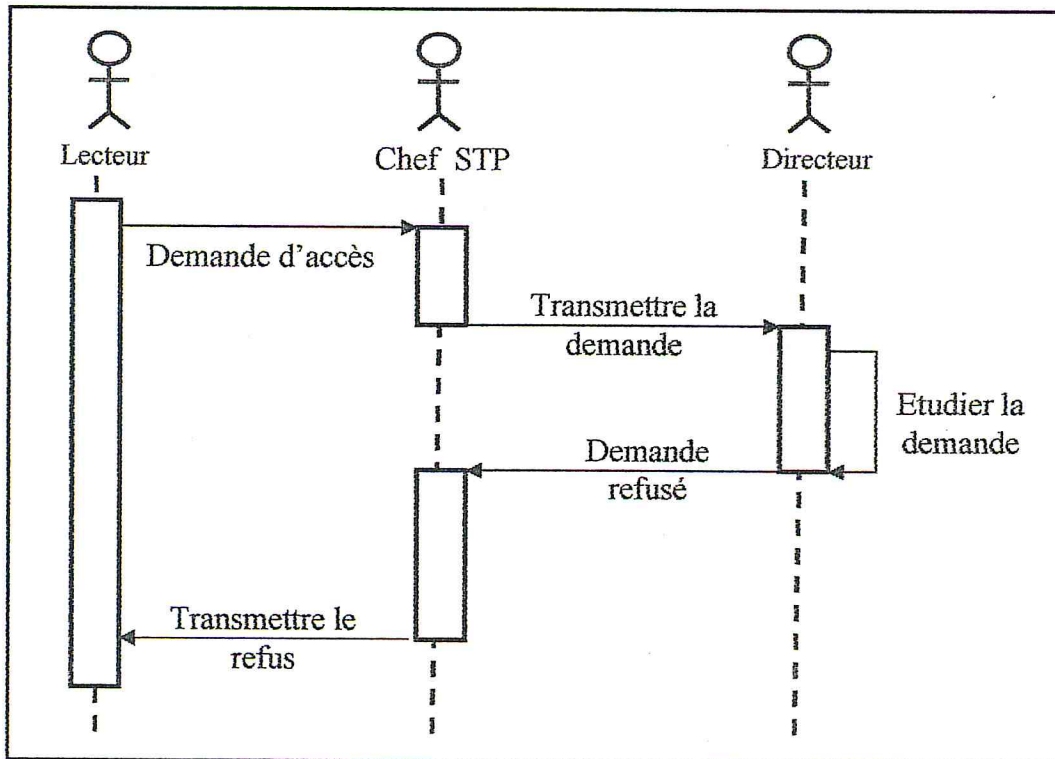 Lecteur
Chef STP
Directeur
Demande d'accès
Transmettre la
demande
Etudier la
demande
Demande
refusé
Transmettre le
refus